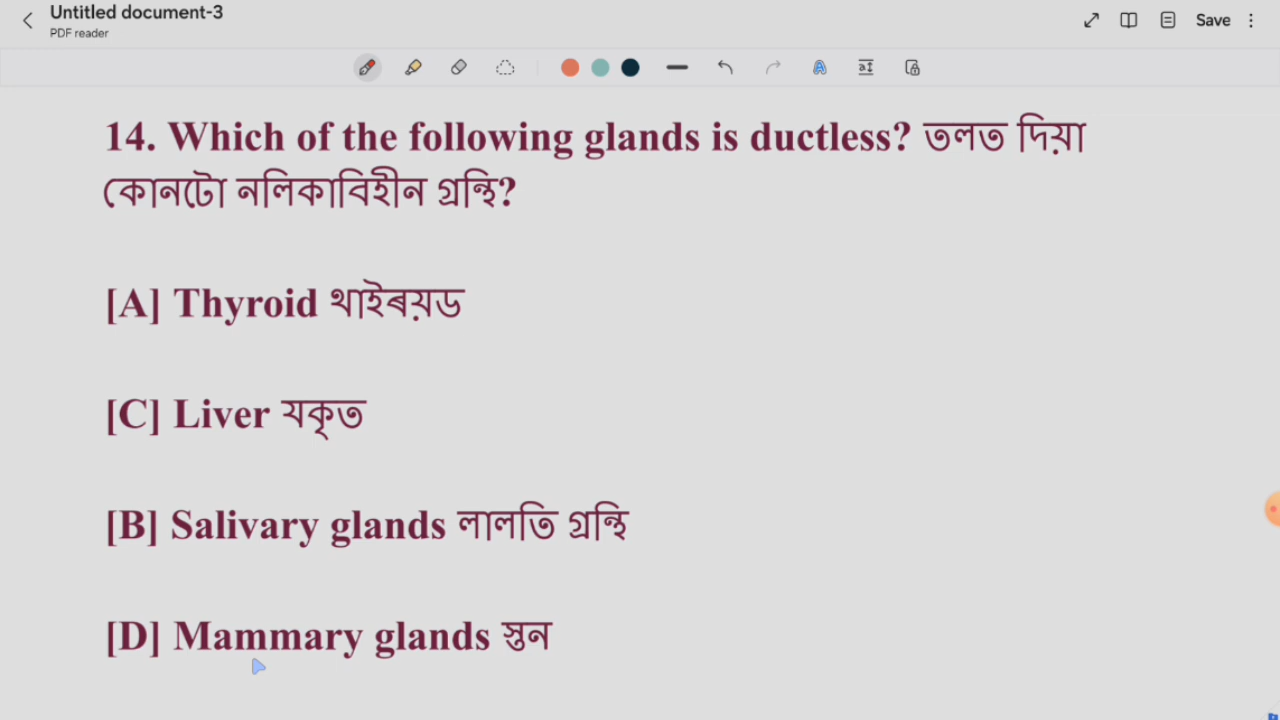 Untitled document-3
PDF reader
Save
14. Which of the following glands is ductless? তলত দিয়া
কোনটো নলিকাবিহীন গ্ৰন্থি?
[A] Thyroid থাইৰয়ড
[C] Liver যকৃত
[B] Salivary glands লালতি গ্ৰন্থি
[D] Mammary glands স্তন